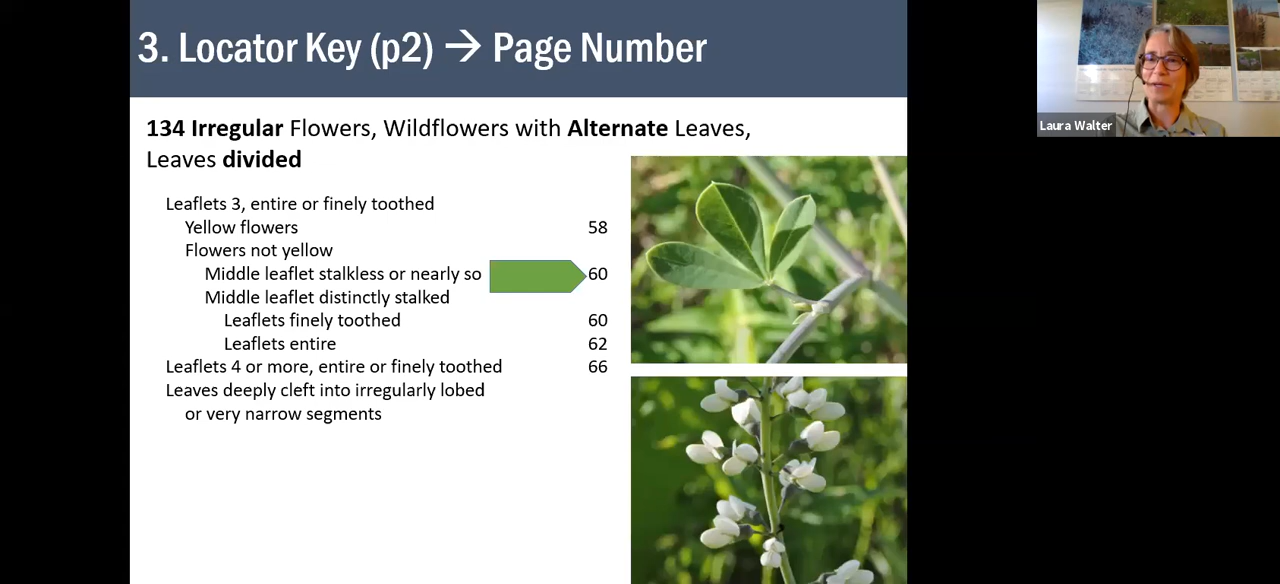 3. Locator Key (p2) → Page Number
Laura Walter
134 Irregular Flowers, Wildflowers with Alternate Leaves,
Leaves divided
Leaflets 3, entire or finely toothed
Yellow flowers 58
Flowers not yellow
Middle leaflet stalkless or nearly so 60
Middle leaflet distinctly stalked
Leaflets finely toothed 60
Leaflets entire 62
Leaflets 4 or more, entire or finely toothed 66
Leaves deeply cleft into irregularly lobed
or very narrow segments